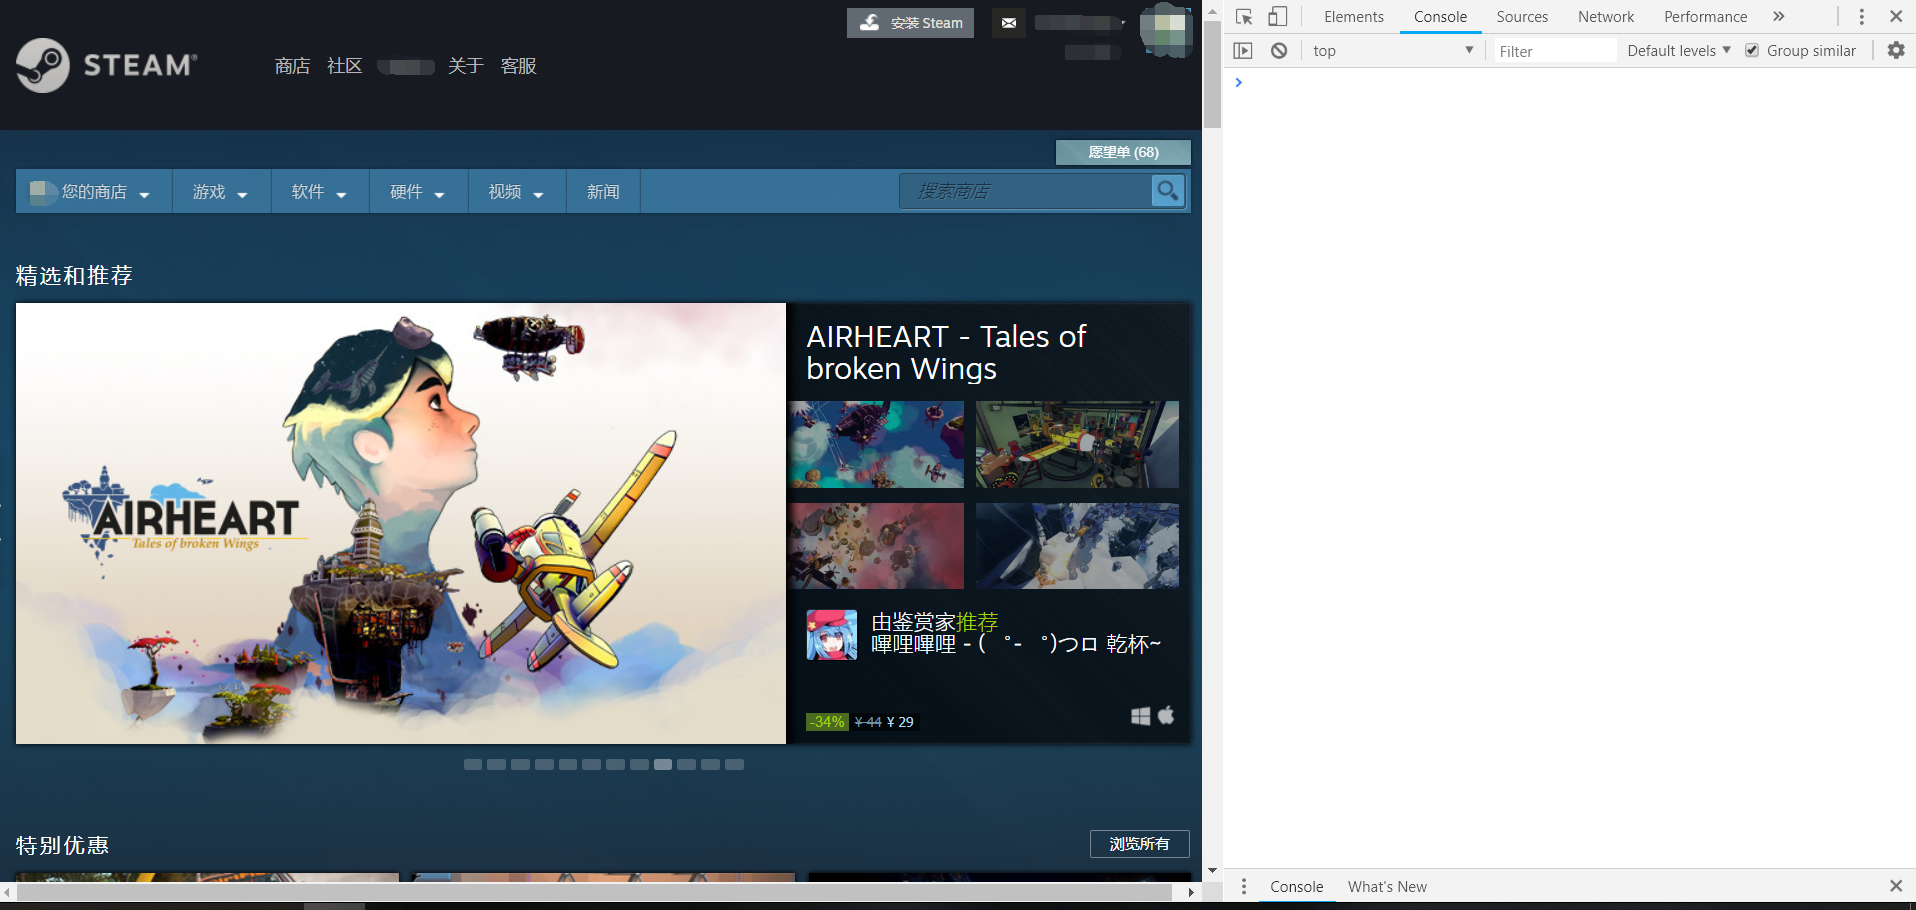 安装 Steam
STEAM®
商店 社区 关于 客服
愿望单 (68)
您的商店 游戏 软件 硬件 视频 新闻
搜索商店
精选和推荐
AIRHEART
Tales of broken Wings
AIRHEART - Tales of
broken Wings
由鉴赏家推荐
嗶哩嗶哩 - ( ゜- ゜)つロ 乾杯~
-34% ¥ 44 ¥ 29
特别优惠
浏览所有
Elements Console Sources Network Performance »
top Filter Default levels Group similar
Console What's New